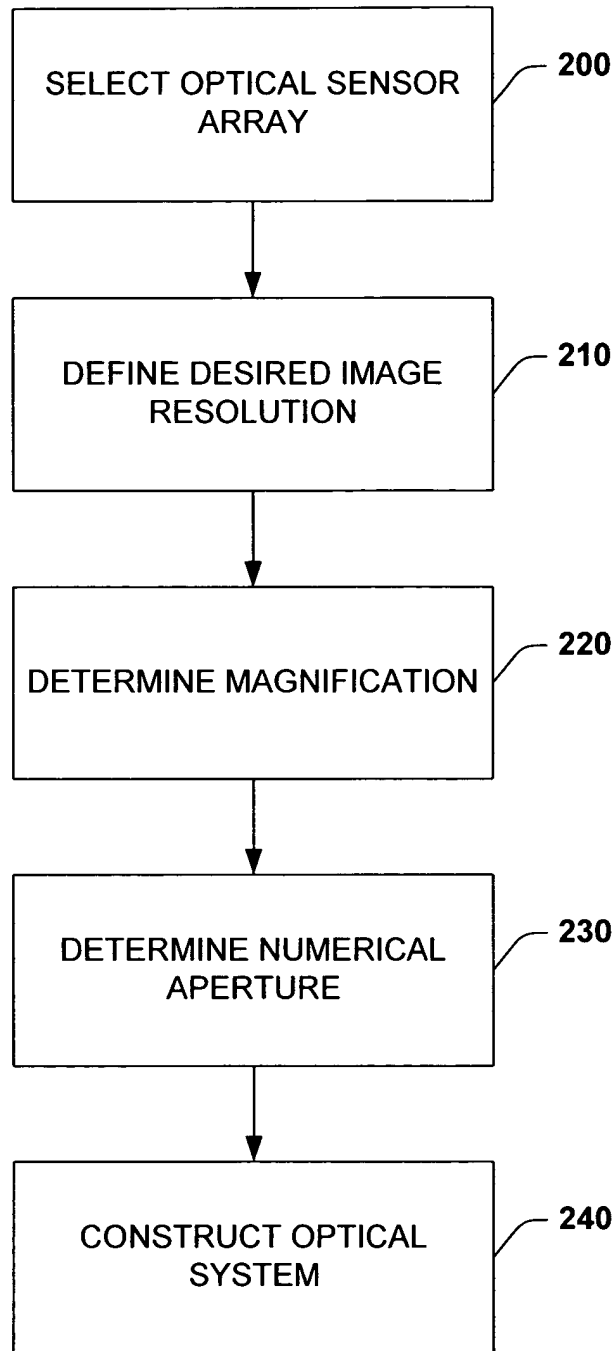 SELECT OPTICAL SENSOR
ARRAY
200
DEFINE DESIRED IMAGE
RESOLUTION
210
DETERMINE MAGNIFICATION
220
DETERMINE NUMERICAL
APERTURE
230
CONSTRUCT OPTICAL
SYSTEM
240